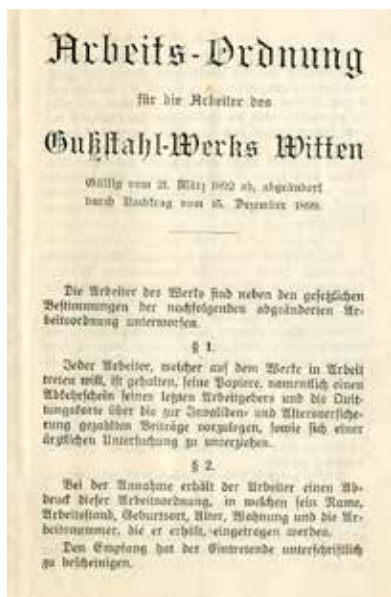 Arbeits-Ordnung
für die Arbeiter des
Gußstahl-Werks Witten
Gültig vom 21. März 1892 ab, abgeändert
durch Nachtrag vom 15. Dezember 1899.
Die Arbeiter des Werks sind neben den gesetzlichen
Bestimmungen der nachfolgenden abgeänderten Ar-
beitsordnung unterworfen.
§ 1.
Jeder Arbeiter, welcher auf dem Werke in Arbeit
treten will, ist gehalten, seine Papiere, namentlich einen
Abkehrschein seines letzten Arbeitgebers und die Quit-
tungskarte über die zur Invaliden- und Altersversiche-
rung gezahlten Beiträge vorzulegen, sowie sich einer
ärztlichen Untersuchung zu unterziehen.
§ 2.
Bei der Annahme erhält der Arbeiter einen Ab-
druck dieser Arbeitsordnung, in welchen sein Name,
Arbeitsstand, Geburtsort, Alter, Wohnung und die Ar-
beitsnummer, die er erhält, eingetragen werden.
Den Empfang hat der Eintretende unterschriftlich
zu bescheinigen.